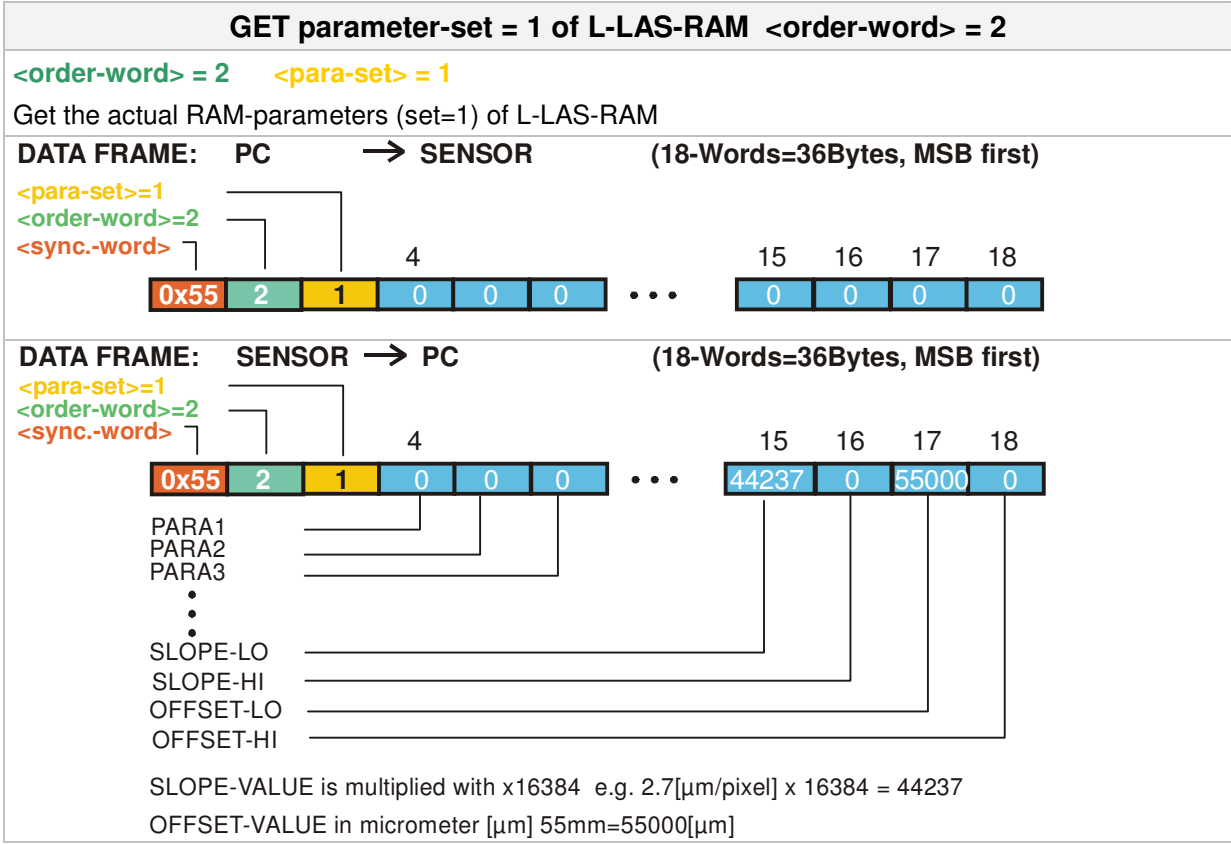 GET parameter-set = 1 of L-LAS-RAM <order-word> = 2
<order-word> = 2 <para-set> = 1
Get the actual RAM-parameters (set=1) of L-LAS-RAM
DATA FRAME: PC → SENSOR (18-Words=36Bytes, MSB first)
<para-set>=1
<order-word>=2
<sync.-word>
4 15 16 17 18
0x55 2 1 0 0 0 • • • 0 0 0 0
DATA FRAME: SENSOR → PC (18-Words=36Bytes, MSB first)
<para-set>=1
<order-word>=2
<sync.-word>
4 15 16 17 18
0x55 2 1 0 0 0 • • • 44237 0 55000 0
PARA1
PARA2
PARA3
SLOPE-LO
SLOPE-HI
OFFSET-LO
OFFSET-HI
SLOPE-VALUE is multiplied with x16384 e.g. 2.7[µm/pixel] x 16384 = 44237
OFFSET-VALUE in micrometer [µm] 55mm=55000[µm]